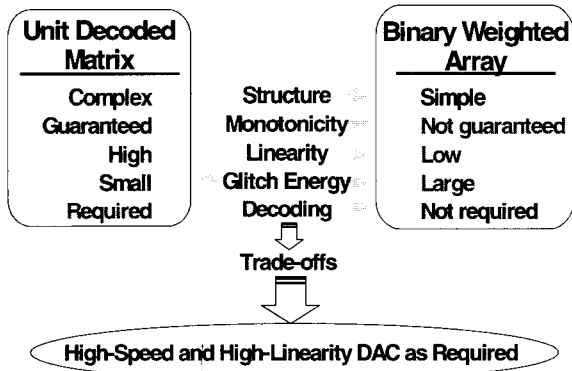 Unit Decoded
Matrix
Binary Weighted
Array
Complex Structure Simple
Guaranteed Monotonicity Not guaranteed
High Linearity Low
Small Glitch Energy Large
Required Decoding Not required
Trade-offs
High-Speed and High-Linearity DAC as Required